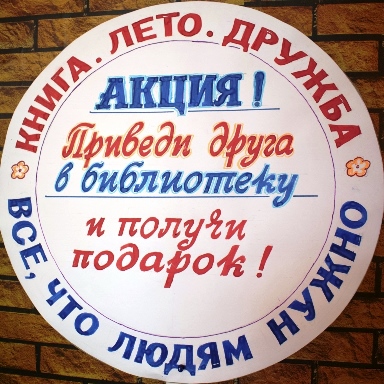 КНИГА. ЛЕТО. ДРУЖБА
АКЦИЯ!
Приведи друга
в библиотеку
и получи
подарок!
ВСЕ, ЧТО ЛЮДЯМ НУЖНО